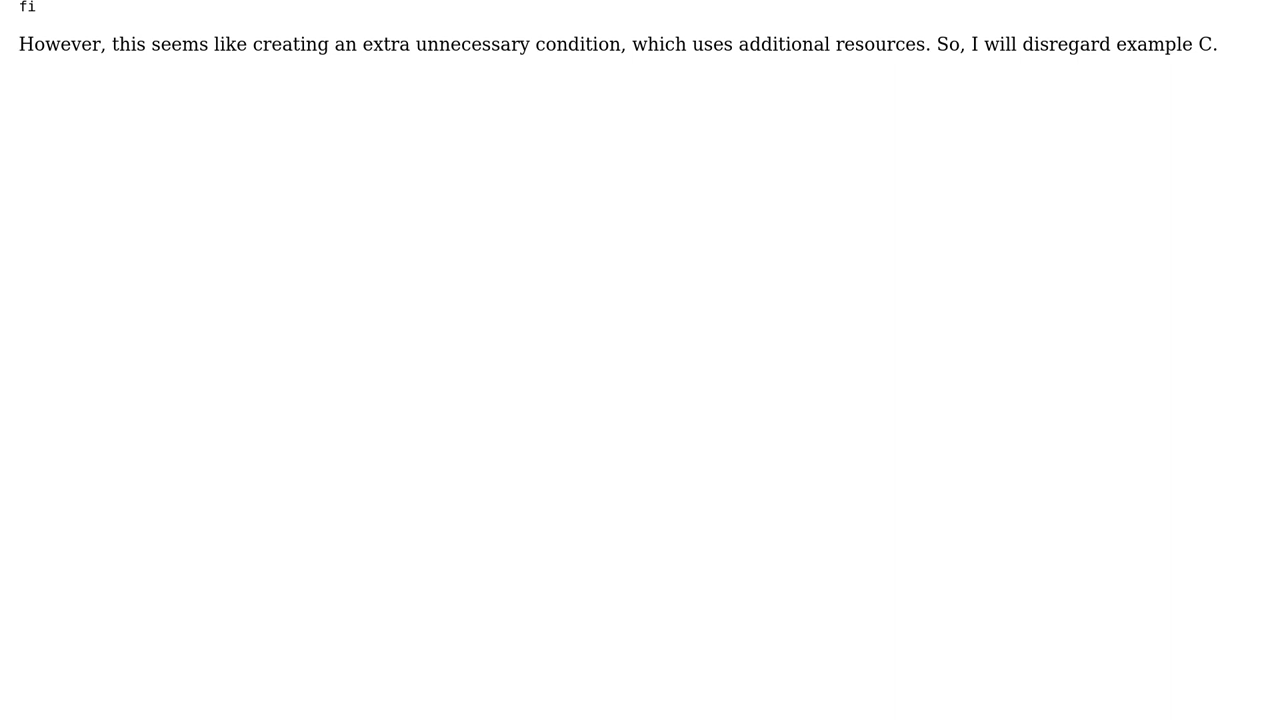 fi
However, this seems like creating an extra unnecessary condition, which uses additional resources. So, I will disregard example C.